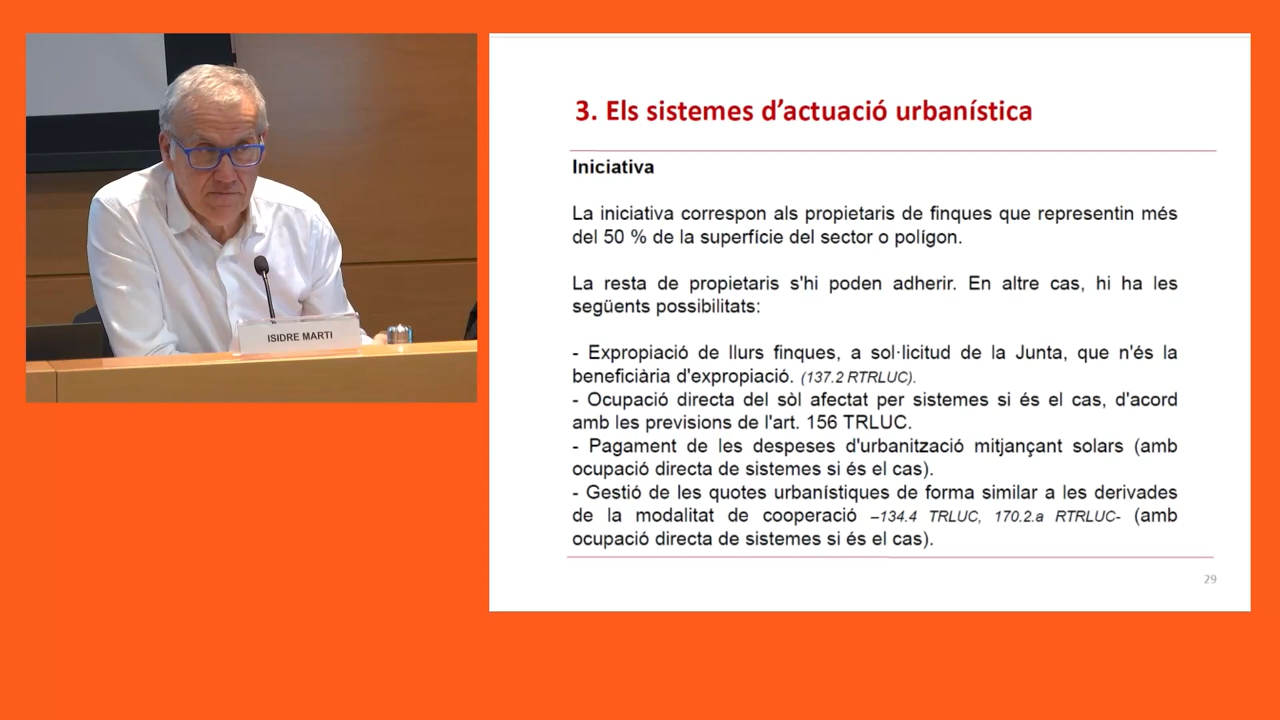 ISIDRE MARTI
3. Els sistemes d'actuació urbanística
Iniciativa
La iniciativa correspon als propietaris de finques que representin més
del 50 % de la superfície del sector o polígon.
La resta de propietaris s'hi poden adherir. En altre cas, hi ha les
següents possibilitats:
- Expropiació de llurs finques, a sol·licitud de la Junta, que n'és la
beneficiària d'expropiació. (137.2 RTRLUC).
- Ocupació directa del sòl afectat per sistemes si és el cas, d'acord
amb les previsions de l'art. 156 TRLUC.
- Pagament de les despeses d'urbanització mitjançant solars (amb
ocupació directa de sistemes si és el cas).
- Gestió de les quotes urbanístiques de forma similar a les derivades
de la modalitat de cooperació –134.4 TRLUC, 170.2.a RTRLUC- (amb
ocupació directa de sistemes si és el cas).
29